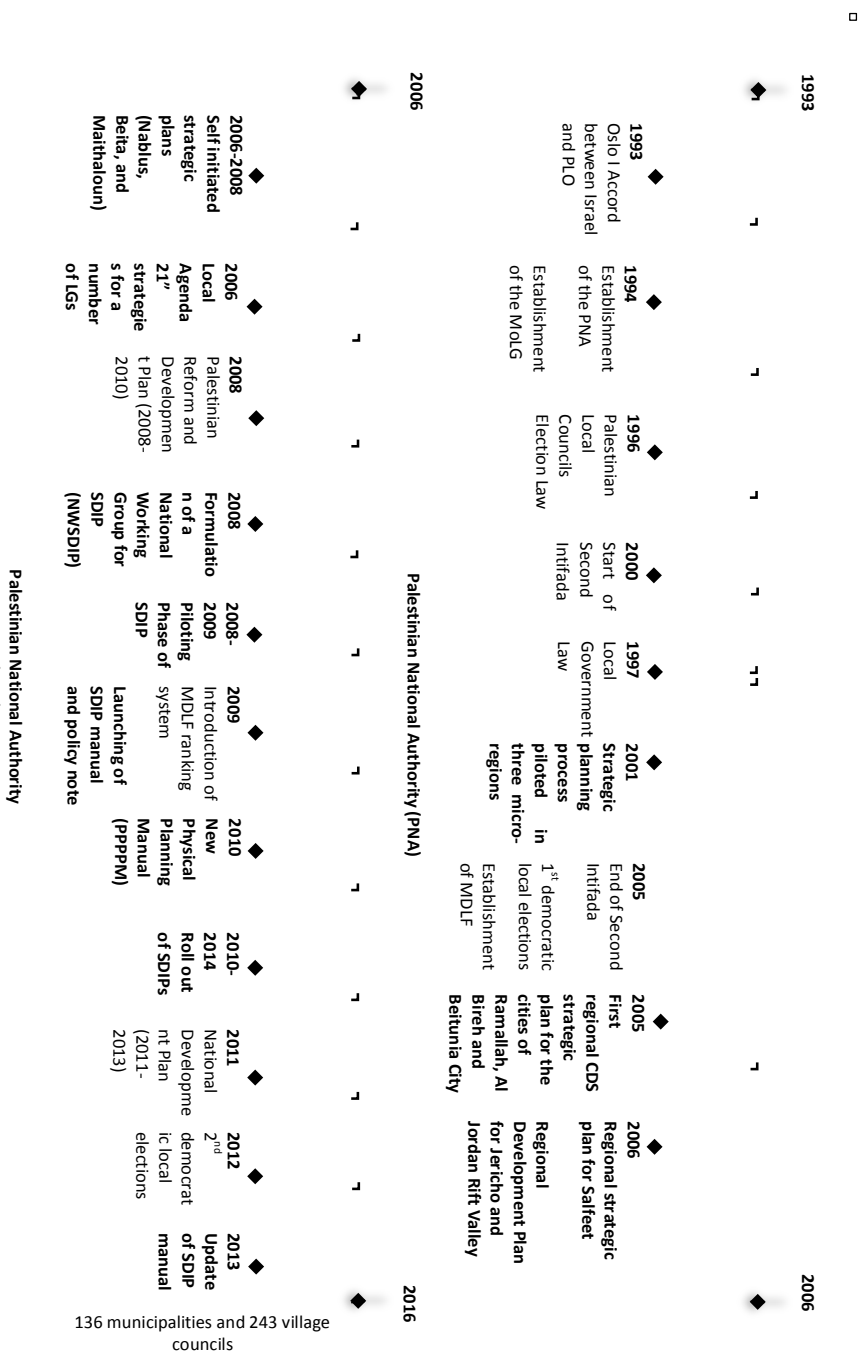 1993
2006
1993
Oslo I Accord
between Israel
and PLO
1994
Establishment
of the PNA
Establishment
of the MoLG
1996
Palestinian
Local
Councils
Election Law
2000
Start of
Second
Intifada
1997
Local
Government
Law
2001
Strategic
planning
process
piloted in
three micro-
regions
2005
End of Second
Intifada
1st democratic
local elections
Establishment
of MDLF
2005
First
regional CDS
strategic
plan for the
cities of
Ramallah, Al
Bireh and
Beitunia City
2006
Regional strategic
plan for Salfeet
Regional
Development Plan
for Jericho and
Jordan Rift Valley
Palestinian National Authority (PNA)
2006
2016
2006-2008
Self initiated
strategic
plans
(Nablus,
Beita, and
Maithaloun)
2006
Local
Agenda
21"
strategie
s for a
number
of LGs
2008
Palestinian
Reform and
Developmen
t Plan (2008-
2010)
2008
Formulatio
n of a
National
Working
Group for
SDIP
(NWSDIP)
2008-
2009
Piloting
Phase of
SDIP
2009
Introduction of
MDLF ranking
system
Launching of
SDIP manual
and policy note
2010
New
Physical
Planning
Manual
(PPPPM)
2010-
2014
Roll out
of SDIPs
2011
National
Developme
nt Plan
(2011-
2013)
2012
2nd
democrat
ic local
elections
2013
Update
of SDIP
manual
Palestinian National Authority
136 municipalities and 243 village
councils